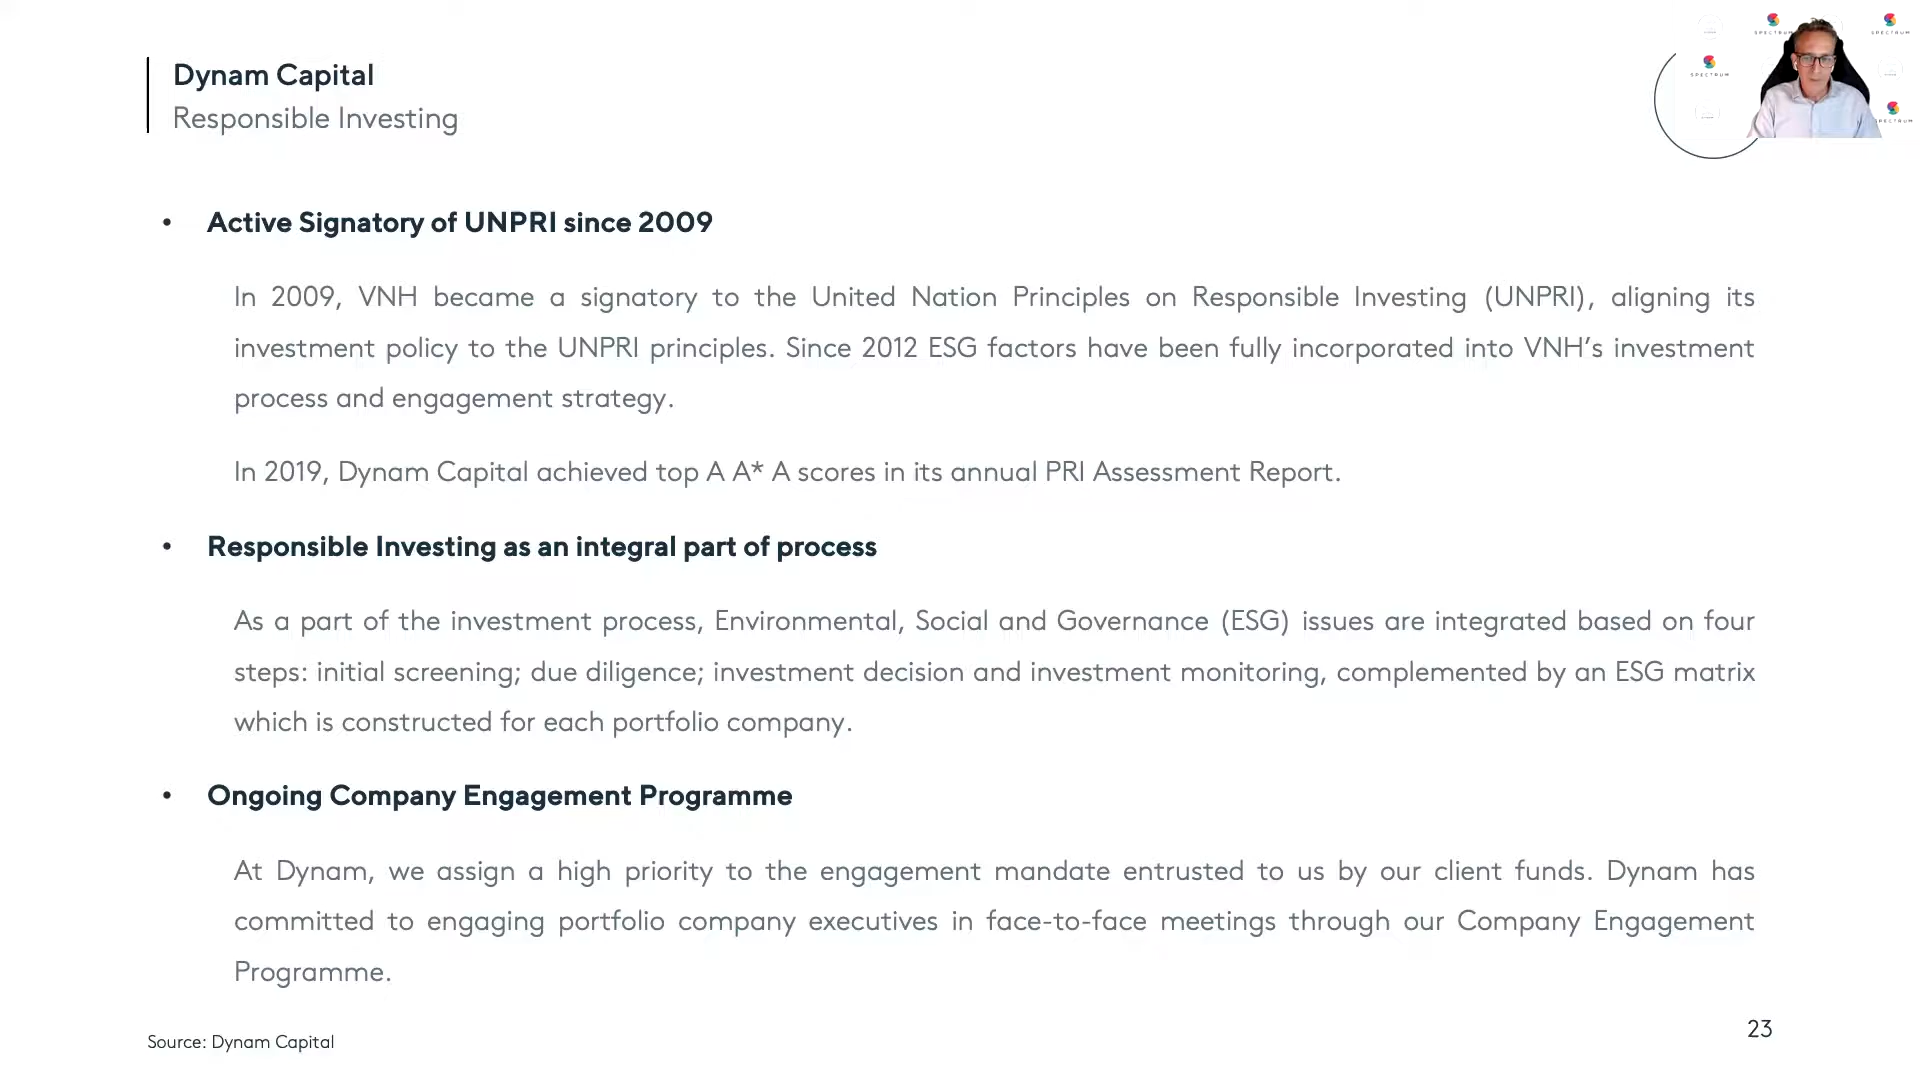 Dynam Capital
Responsible Investing
SPECTRUM
SPECTRUM
SPECTRUM
• Active Signatory of UNPRI since 2009
In 2009, VNH became a signatory to the United Nation Principles on Responsible Investing (UNPRI), aligning its
investment policy to the UNPRI principles. Since 2012 ESG factors have been fully incorporated into VNH’s investment
process and engagement strategy.
In 2019, Dynam Capital achieved top A A* A scores in its annual PRI Assessment Report.
• Responsible Investing as an integral part of process
As a part of the investment process, Environmental, Social and Governance (ESG) issues are integrated based on four
steps: initial screening; due diligence; investment decision and investment monitoring, complemented by an ESG matrix
which is constructed for each portfolio company.
• Ongoing Company Engagement Programme
At Dynam, we assign a high priority to the engagement mandate entrusted to us by our client funds. Dynam has
committed to engaging portfolio company executives in face-to-face meetings through our Company Engagement
Programme.
Source: Dynam Capital
23